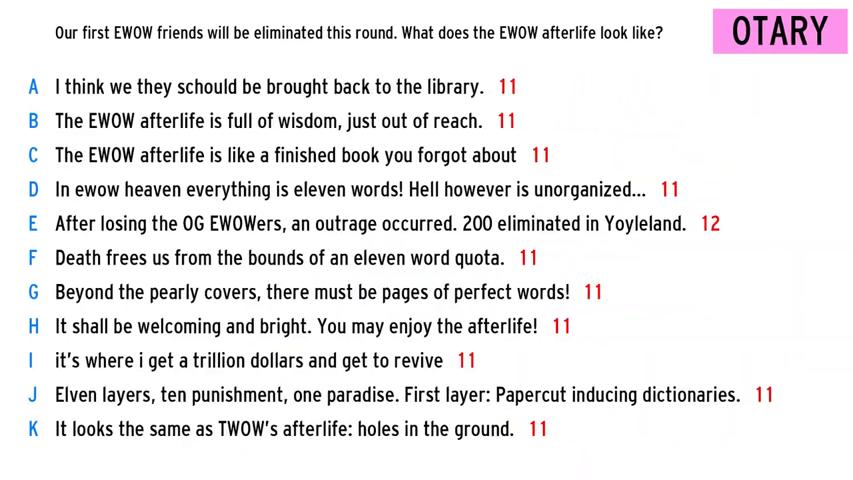 Our first EWOW friends will be eliminated this round. What does the EWOW afterlife look like?
OTARY
A I think we they schould be brought back to the library. 11
B The EWOW afterlife is full of wisdom, just out of reach. 11
C The EWOW afterlife is like a finished book you forgot about 11
D In ewow heaven everything is eleven words! Hell however is unorganized... 11
E After losing the OG EWOWers, an outrage occurred. 200 eliminated in Yoyleland. 12
F Death frees us from the bounds of an eleven word quota. 11
G Beyond the pearly covers, there must be pages of perfect words! 11
H It shall be welcoming and bright. You may enjoy the afterlife! 11
I it's where i get a trillion dollars and get to revive 11
J Elven layers, ten punishment, one paradise. First layer: Papercut inducing dictionaries. 11
K It looks the same as TWOW's afterlife: holes in the ground. 11